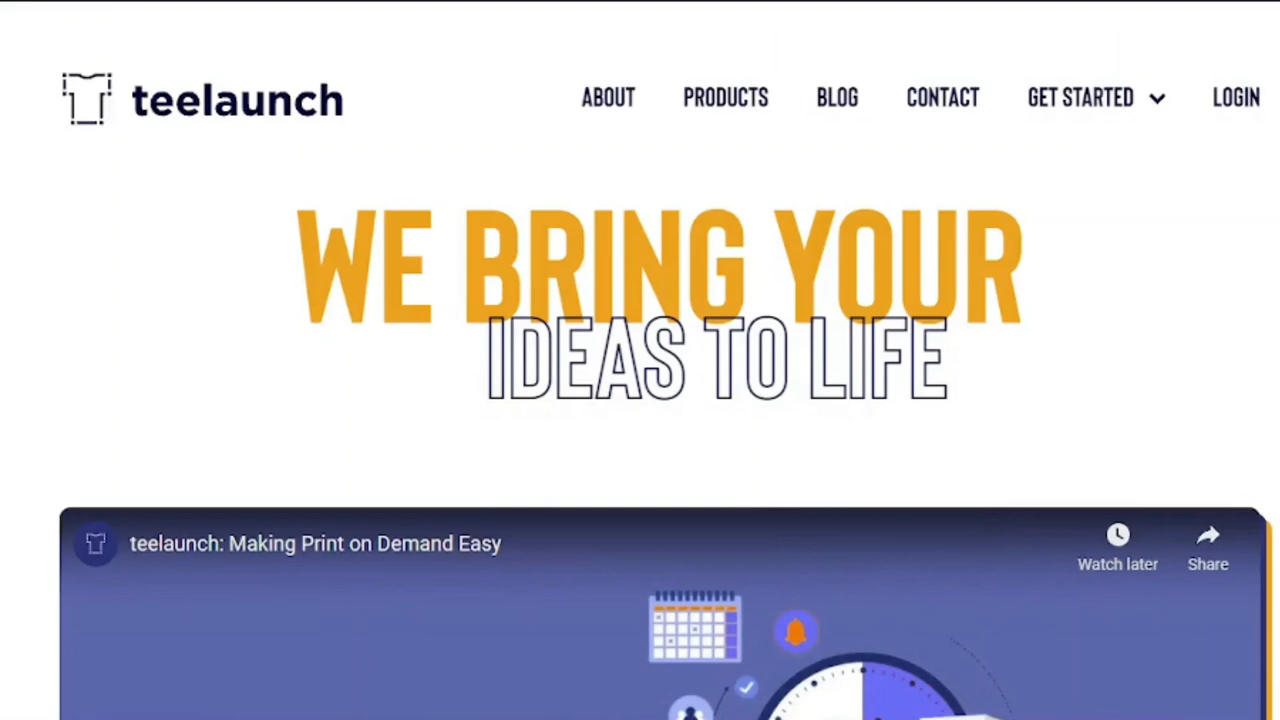 teelaunch
ABOUT PRODUCTS BLOG CONTACT GET STARTED LOGIN
WE BRING YOUR
IDEAS TO LIFE
teelaunch: Making Print on Demand Easy
Watch later Share